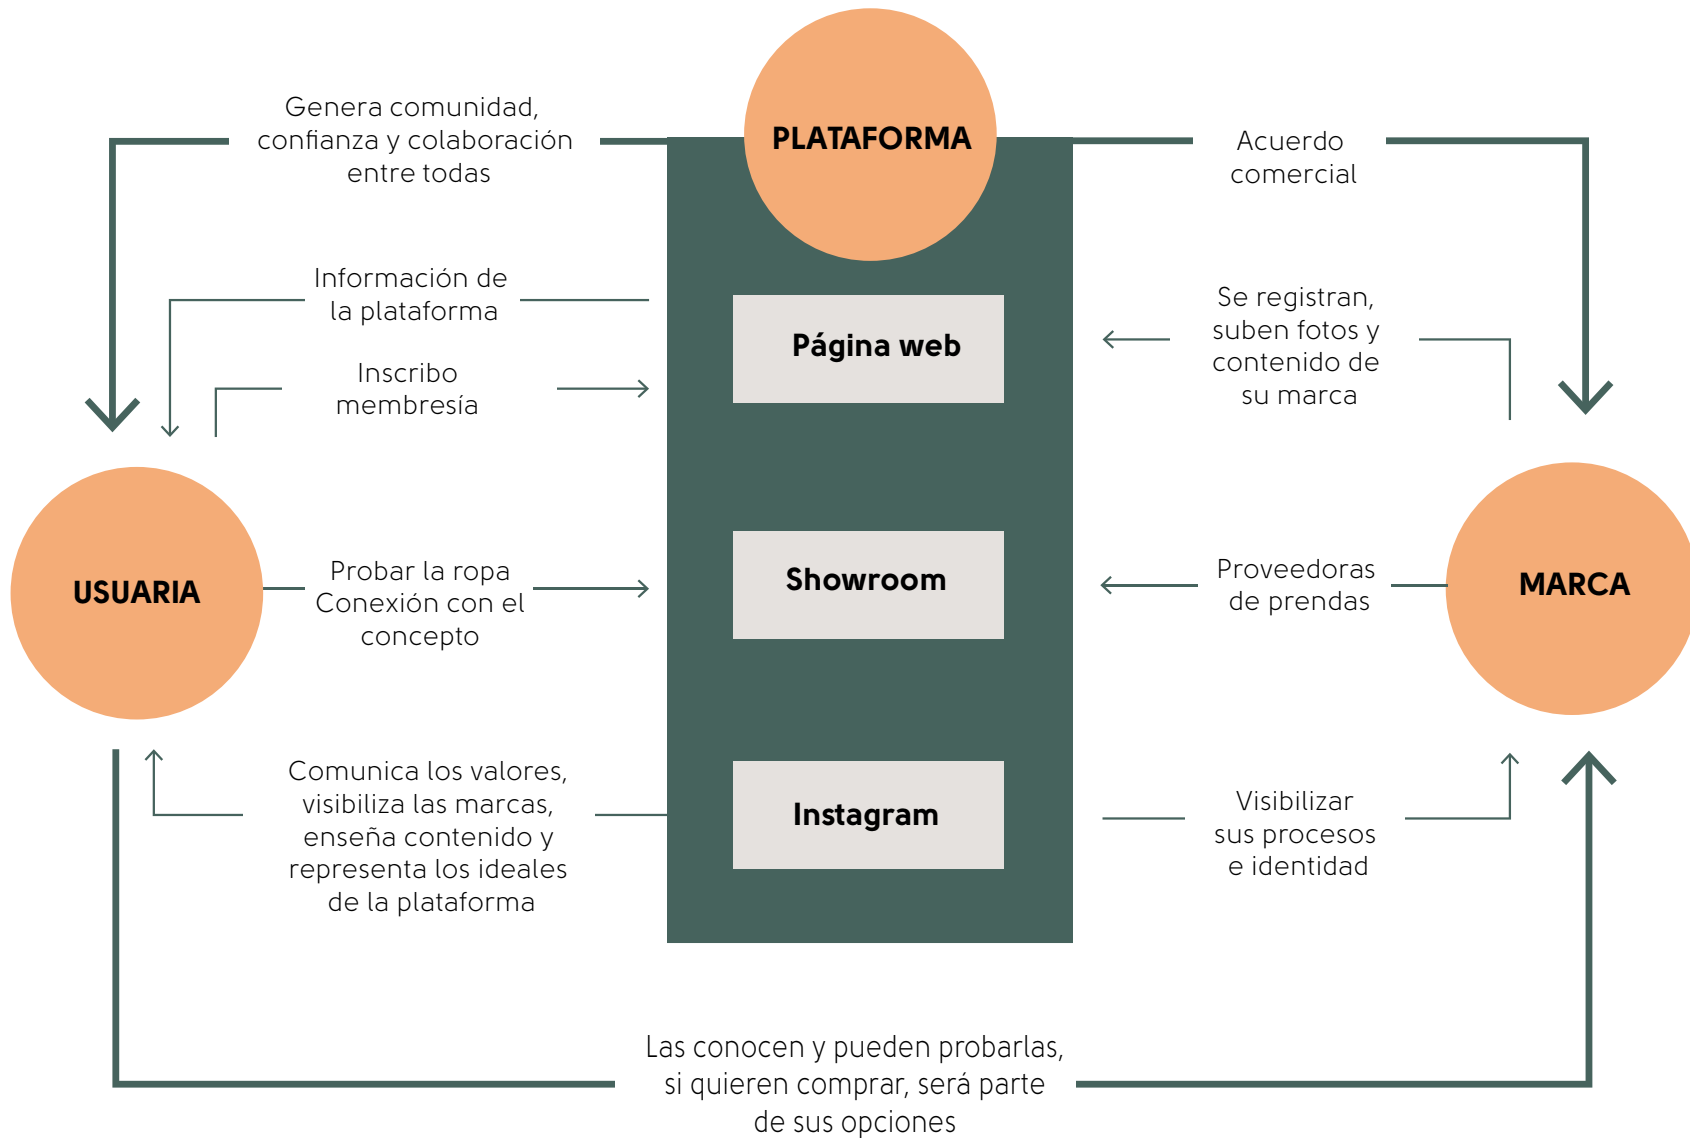 PLATAFORMA
Genera comunidad,
confianza y colaboración
entre todas
Acuerdo
comercial
Información de
la plataforma
Inscribo
membresía
Página web
Se registran,
suben fotos y
contenido de
su marca
USUARIA
Probar la ropa
Conexión con el
concepto
Showroom
Proveedoras
de prendas
MARCA
Comunica los valores,
visibiliza las marcas,
enseña contenido y
representa los ideales
de la plataforma
Instagram
Visibilizar
sus procesos
e identidad
Las conocen y pueden probarlas,
si quieren comprar, será parte
de sus opciones